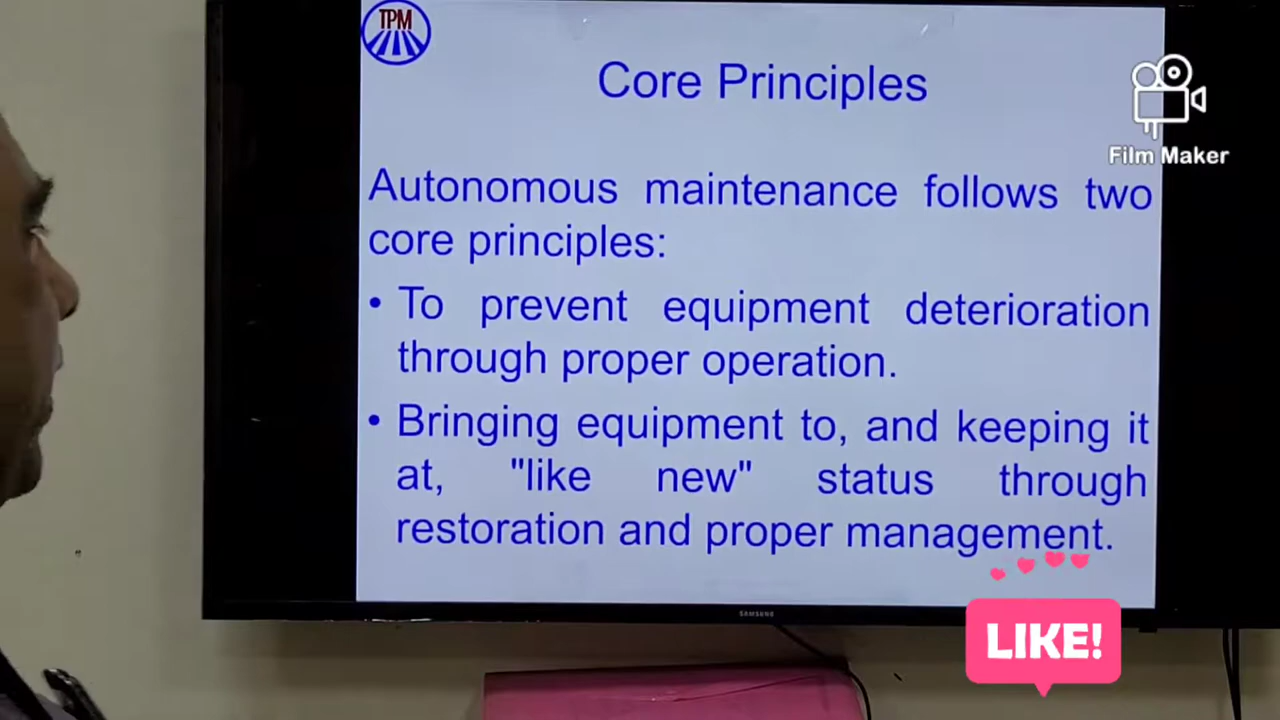 TPM
Core Principles
Film Maker
Autonomous maintenance follows two
core principles:
• To prevent equipment deterioration
through proper operation.
• Bringing equipment to, and keeping it
at, "like new" status through
restoration and proper management.
SAMSUNG
LIKE!